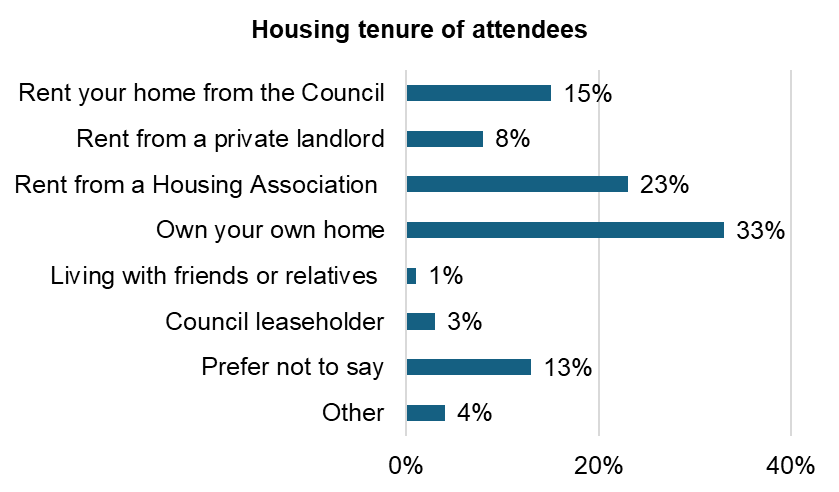 Housing tenure of attendees
Rent your home from the Council 15%
Rent from a private landlord 8%
Rent from a Housing Association 23%
Own your own home 33%
Living with friends or relatives 1%
Council leaseholder 3%
Prefer not to say 13%
Other 4%
0% 20% 40%